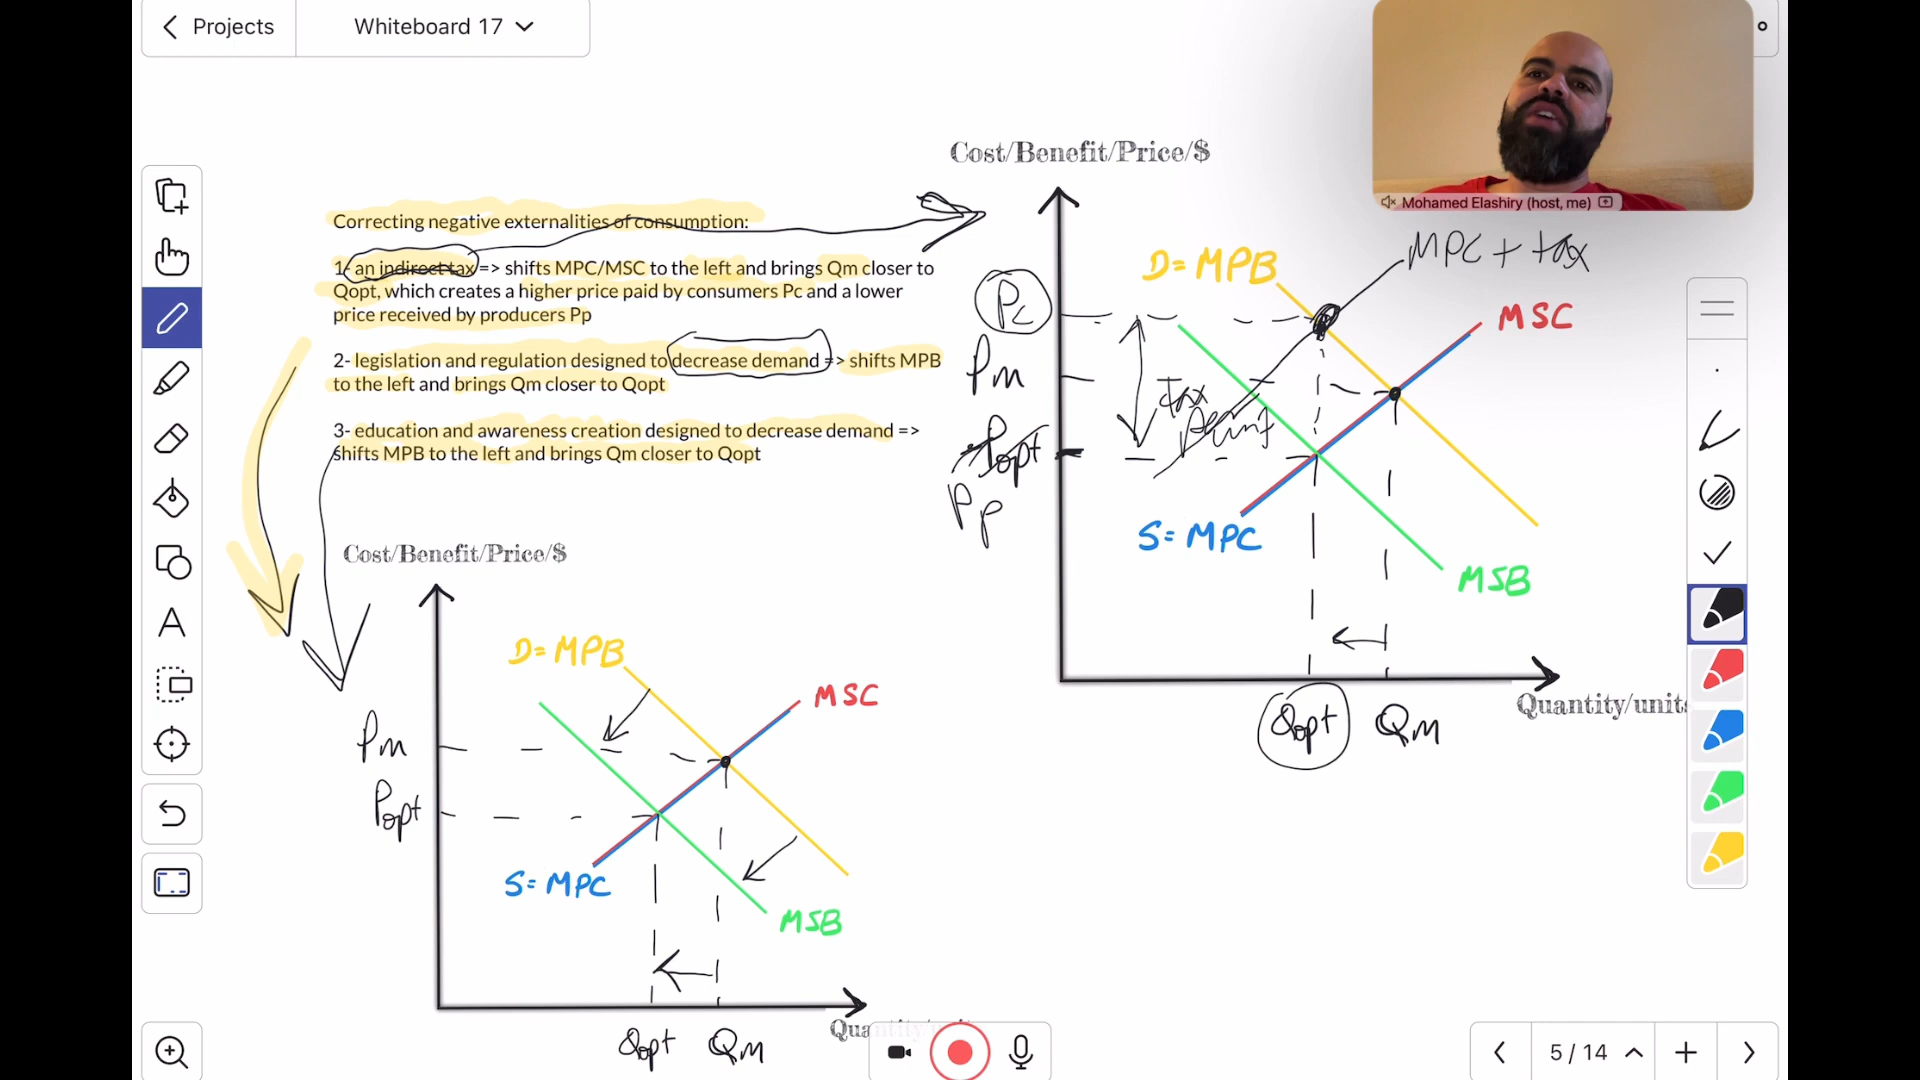 Projects
Whiteboard 17
Mohamed Elashiry (host, me)
Correcting negative externalities of consumption:
1- an indirect tax => shifts MPC/MSC to the left and brings Qm closer to
Qopt, which creates a higher price paid by consumers Pc and a lower
price received by producers Pp
2- legislation and regulation designed to decrease demand => shifts MPB
to the left and brings Qm closer to Qopt
3- education and awareness creation designed to decrease demand =>
shifts MPB to the left and brings Qm closer to Qopt
Cost/Benefit/Price/$
D=MPB
MPC + tax
Pc
MSC
Pm
tax
Popt
Pp
S=MPC
MSB
Qopt
Qm
Quantity/units
Cost/Benefit/Price/$
D=MPB
MSC
Pm
Popt
S=MPC
MSB
Qopt
Qm
5 / 14